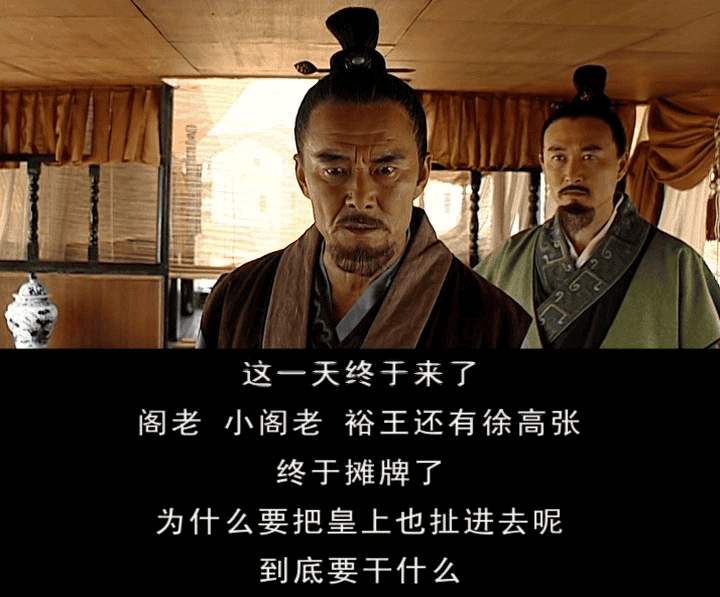 这一天终于来了
阁老 小阁老 裕王还有徐高张
终于摊牌了
为什么要把皇上也扯进去呢
到底要干什么